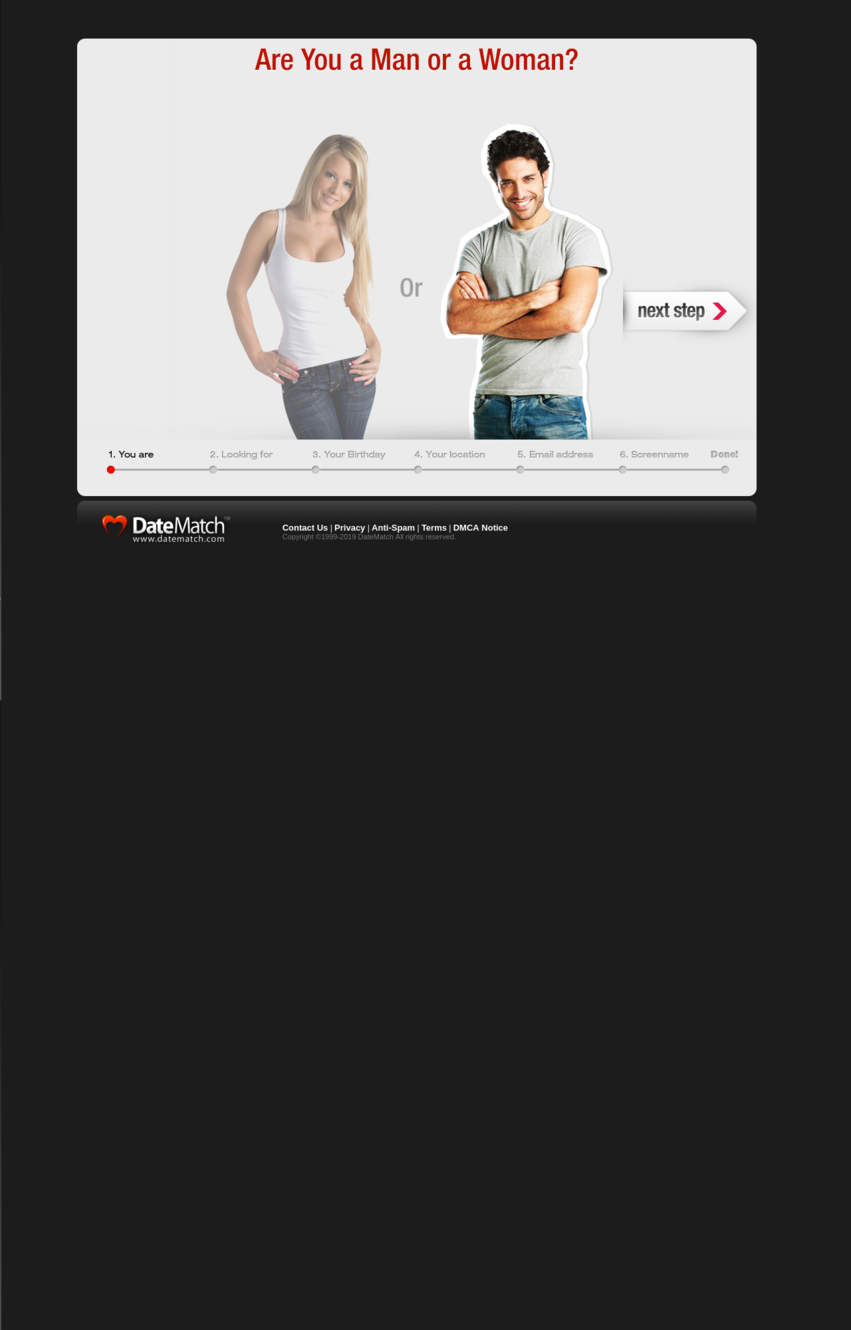 Are You a Man or a Woman?
Or
next step
1. You are 2. Looking for 3. Your Birthday 4. Your location 5. Email address 6. Screenname Done!
DateMatch™
www.datematch.com
Contact Us | Privacy | Anti-Spam | Terms | DMCA Notice
Copyright ©1999-2019 DateMatch All rights reserved.